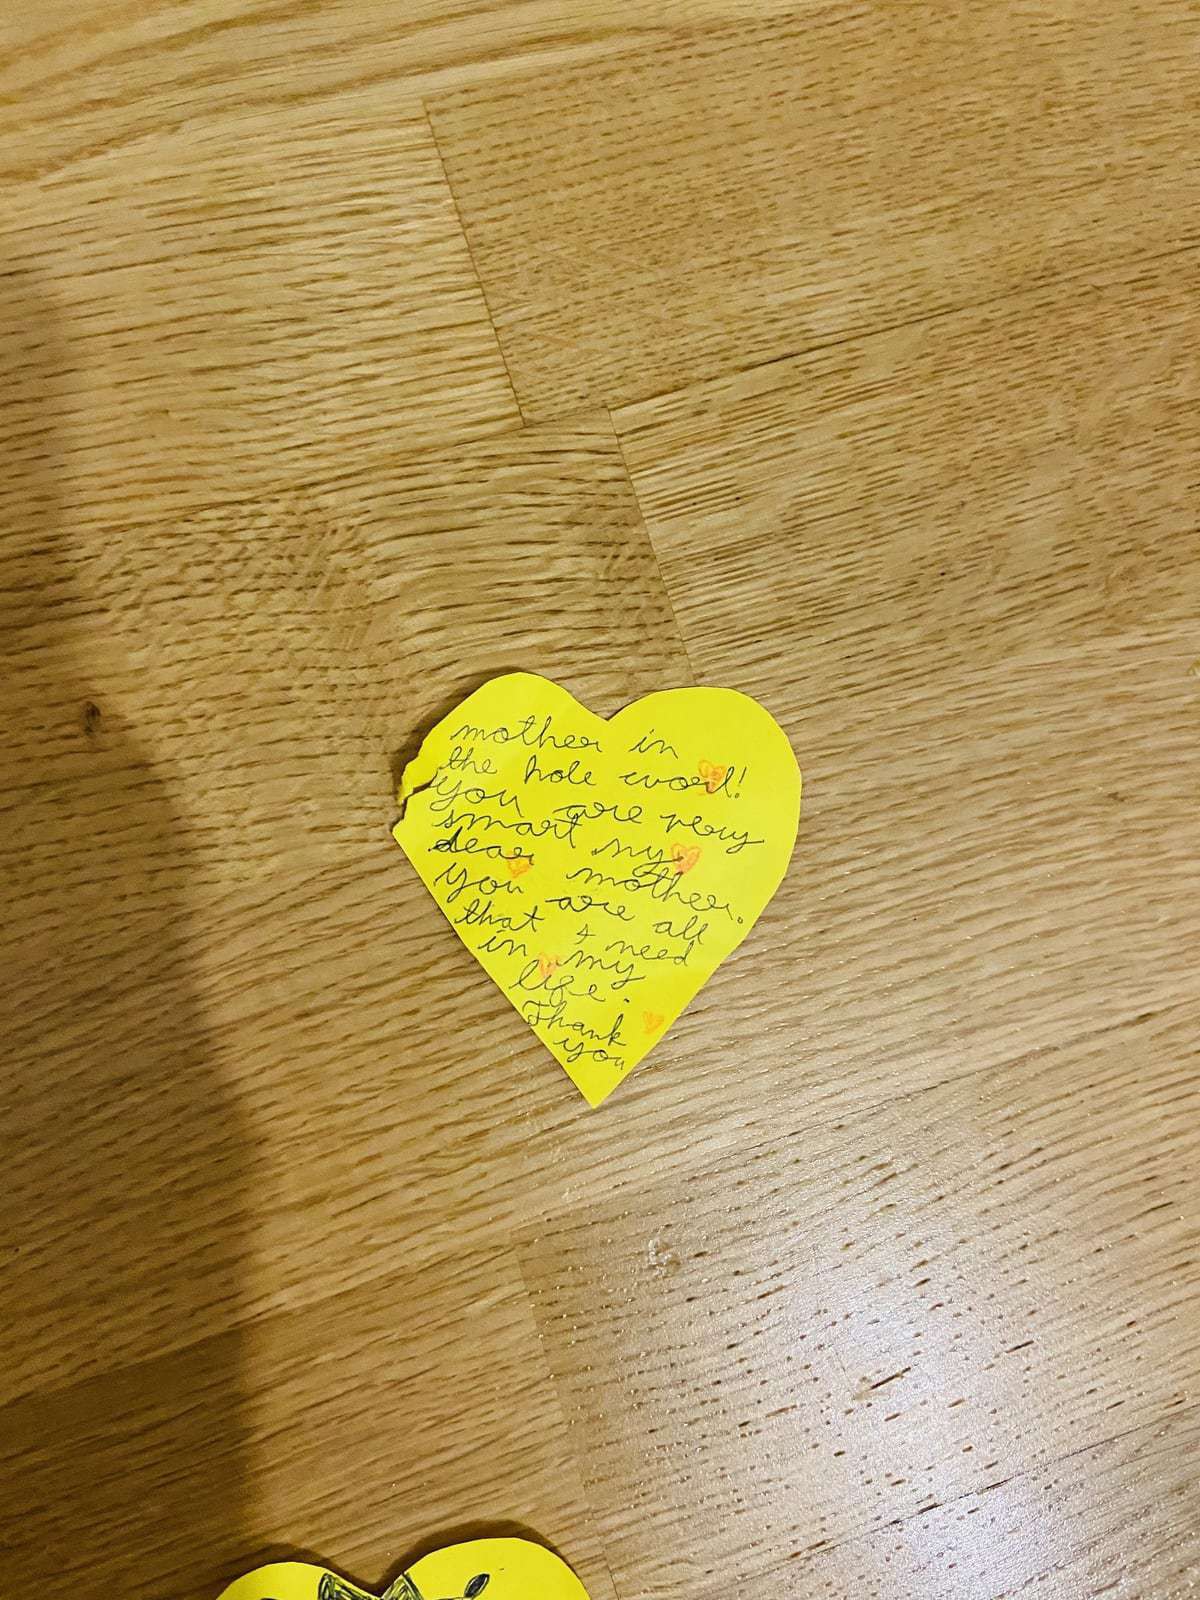 mother in
the hole word!
You are very
smart my
dear mother.
You are all
that I need
in my
life.
Thank
you